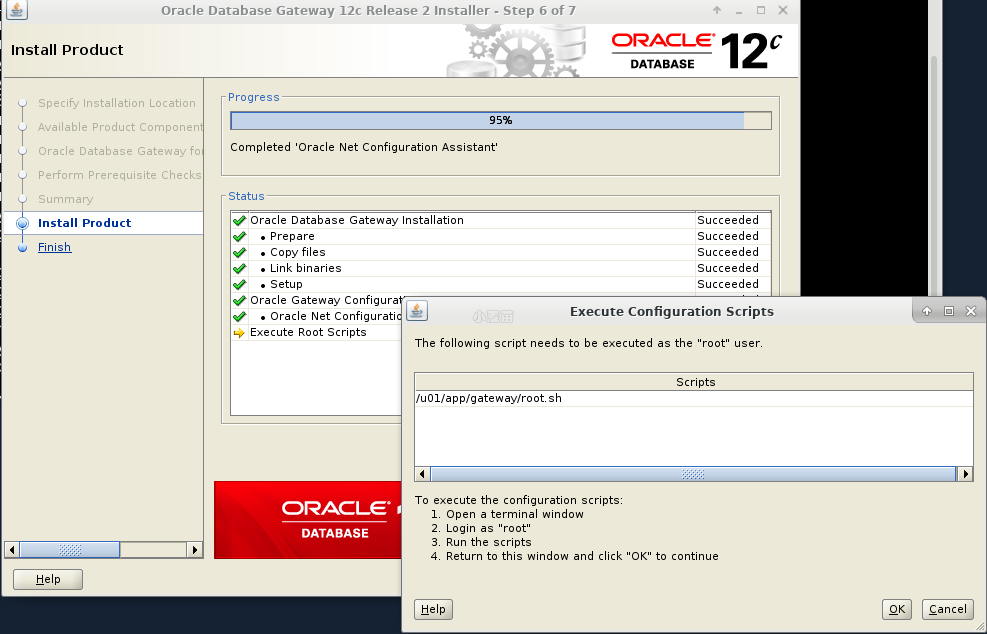 Oracle Database Gateway 12c Release 2 Installer - Step 6 of 7
Install Product
ORACLE
DATABASE
12c
Specify Installation Location
Available Product Component
Oracle Database Gateway fo
Perform Prerequisite Checks
Summary
Install Product
Finish
Progress
95%
Completed 'Oracle Net Configuration Assistant'
Status
Oracle Database Gateway Installation Succeeded
• Prepare Succeeded
• Copy files Succeeded
• Link binaries Succeeded
• Setup Succeeded
Oracle Gateway Configurat
• Oracle Net Configuratio
Execute Root Scripts
ORACLE
DATABASE
Help
Execute Configuration Scripts
The following script needs to be executed as the "root" user.
Scripts
/u01/app/gateway/root.sh
To execute the configuration scripts:
1. Open a terminal window
2. Login as "root"
3. Run the scripts
4. Return to this window and click "OK" to continue
Help
OK
Cancel